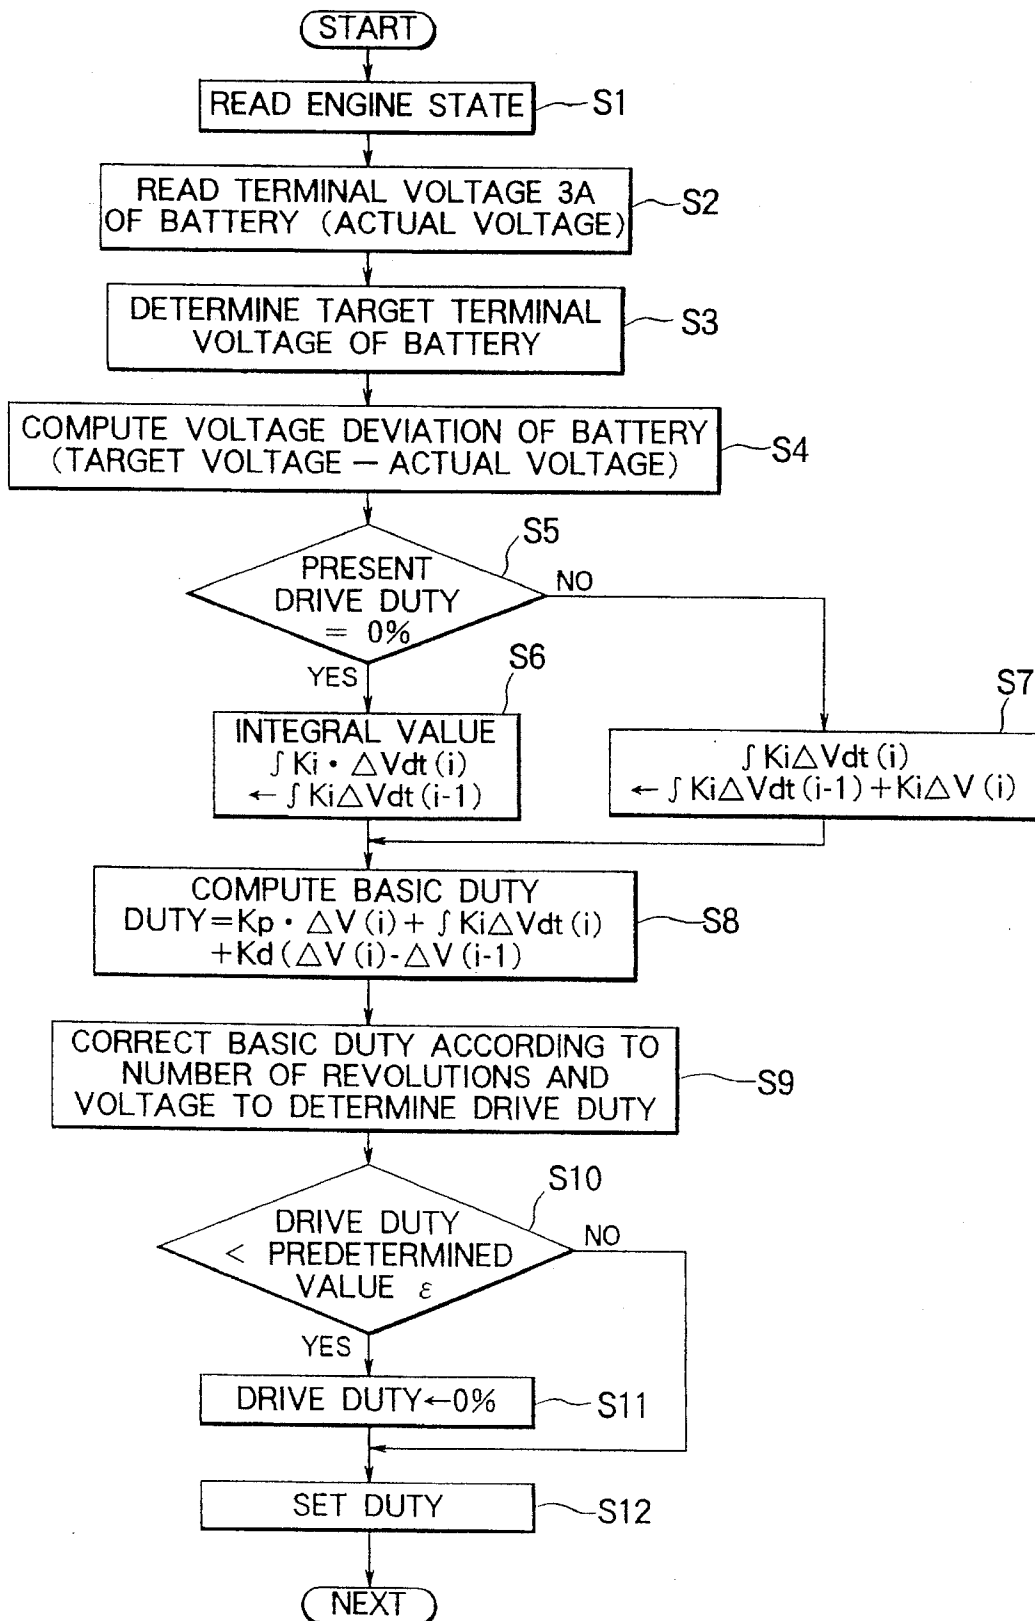 START
READ ENGINE STATE
S1
READ TERMINAL VOLTAGE 3A
OF BATTERY (ACTUAL VOLTAGE)
S2
DETERMINE TARGET TERMINAL
VOLTAGE OF BATTERY
S3
COMPUTE VOLTAGE DEVIATION OF BATTERY
(TARGET VOLTAGE – ACTUAL VOLTAGE)
S4
S5
PRESENT
DRIVE DUTY
= 0%
NO
YES
S6
INTEGRAL VALUE
∫ Ki・△Vdt (i)
← ∫ Ki△Vdt (i-1)
S7
∫ Ki△Vdt (i)
← ∫ Ki△Vdt (i-1) + Ki△V (i)
COMPUTE BASIC DUTY
DUTY = Kp・△V (i) + ∫ Ki△Vdt (i)
+Kd (△V (i) - △V (i-1)
S8
CORRECT BASIC DUTY ACCORDING TO
NUMBER OF REVOLUTIONS AND
VOLTAGE TO DETERMINE DRIVE DUTY
S9
S10
DRIVE DUTY
< PREDETERMINED
VALUE ε
NO
YES
DRIVE DUTY←0%
S11
SET DUTY
S12
NEXT